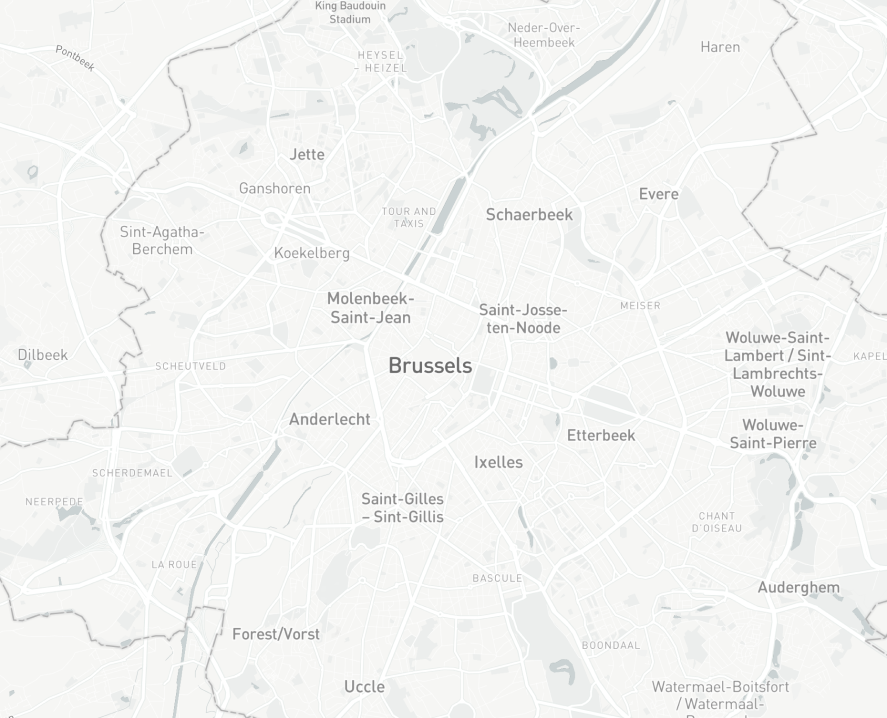 King Baudouin
Stadium
Neder-Over-
Heembeek
Haren
Pontbeek
HEYSEL
– HEIZEL
Jette
Ganshoren
Evere
TOUR AND
TAXIS
Schaerbeek
Sint-Agatha-
Berchem
Koekelberg
Molenbeek-
Saint-Jean
Saint-Josse-
ten-Noode
MEISER
Dilbeek
SCHEUTVELD
Brussels
Woluwe-Saint-
Lambert / Sint-
Lambrechts-
Woluwe
KAPEL
Anderlecht
Etterbeek
Woluwe-
Saint-Pierre
SCHERDEMAEL
Ixelles
NEERPEDE
Saint-Gilles
– Sint-Gillis
CHANT
D'OISEAU
LA ROUE
BASCULE
Auderghem
Forest/Vorst
BOONDAAL
Uccle
Watermael-Boitsfort
/ Watermaal-